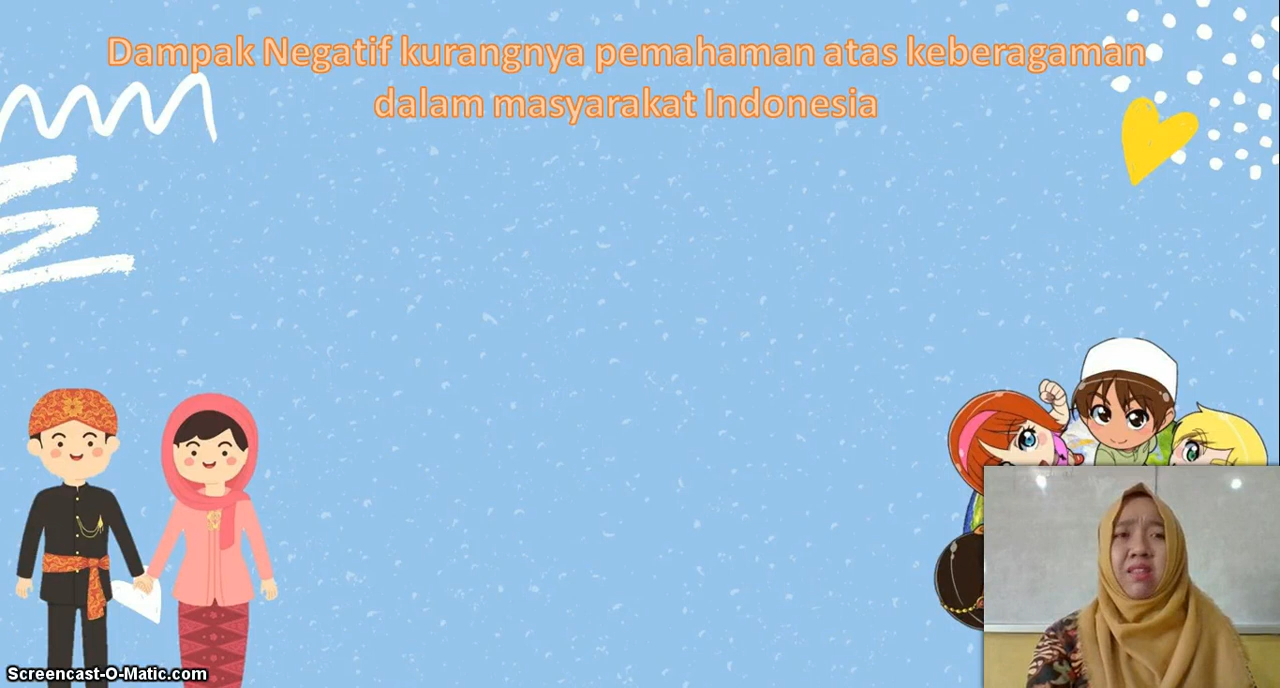 Dampak Negatif kurangnya pemahaman atas keberagaman
dalam masyarakat Indonesia
Screencast-O-Matic.com